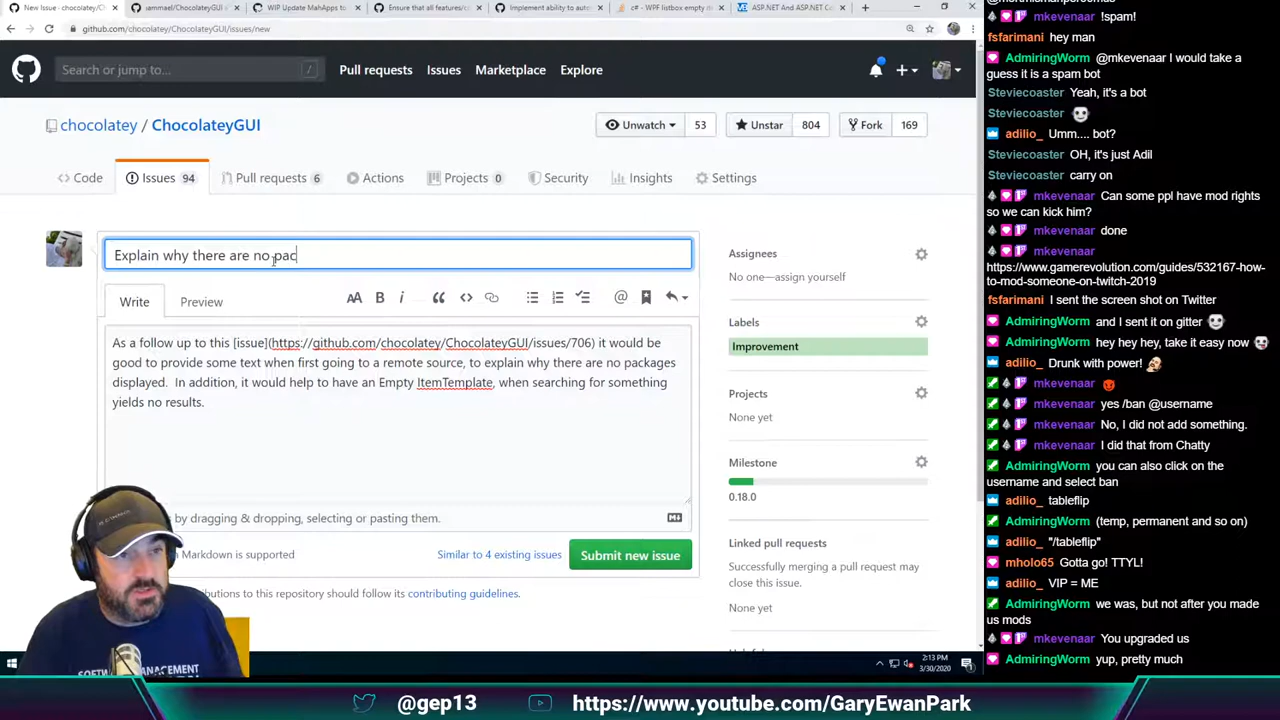 New Issue · chocolatey/Ch
iammael/ChocolateyGUI a
WIP Update MahApps to
Ensure that all features/co
Implement ability to auto
c# - WPF listbox empty m
ASP.NET And ASP.NET Co
github.com/chocolatey/ChocolateyGUI/issues/new
Search or jump to...
/
Pull requests
Issues
Marketplace
Explore
chocolatey / ChocolateyGUI
Unwatch 53
Unstar 804
Fork 169
Code
Issues 94
Pull requests 6
Actions
Projects 0
Security
Insights
Settings
Explain why there are no pac
Write
Preview
As a follow up to this [issue](https://github.com/chocolatey/ChocolateyGUI/issues/706) it would be
good to provide some text when first going to a remote source, to explain why there are no packages
displayed. In addition, it would help to have an Empty ItemTemplate, when searching for something
yields no results.
by dragging & dropping, selecting or pasting them.
Markdown is supported
Similar to 4 existing issues
Submit new issue
to this repository should follow its contributing guidelines.
Assignees
No one—assign yourself
Labels
Improvement
Projects
None yet
Milestone
0.18.0
Linked pull requests
Successfully merging a pull request may
close this issue.
None yet
2:13 PM
3/30/2020
mkevenaar !spam!
fsfarimani hey man
AdmiringWorm @mkevenaar I would take a
guess it is a spam bot
Steviecoaster Yeah, it's a bot
Steviecoaster
adilio_ Umm.... bot?
Steviecoaster OH, it's just Adil
Steviecoaster carry on
mkevenaar Can some ppl have mod rights
so we can kick him?
mkevenaar done
mkevenaar
https://www.gamerevolution.com/guides/532167-how-
to-mod-someone-on-twitch-2019
fsfarimani I sent the screen shot on Twitter
AdmiringWorm and I sent it on gitter
AdmiringWorm hey hey hey, take it easy now
adilio_ Drunk with power!
mkevenaar
mkevenaar yes /ban @username
mkevenaar No, I did not add something.
mkevenaar I did that from Chatty
AdmiringWorm you can also click on the
username and select ban
adilio_ tableflip
AdmiringWorm (temp, permanent and so on)
adilio_ "/tableflip"
mholo65 Gotta go! TTYL!
adilio_ VIP = ME
AdmiringWorm we was, but not after you made
us mods
mkevenaar You upgraded us
AdmiringWorm yup, pretty much
@gep13
https://www.youtube.com/GaryEwanPark